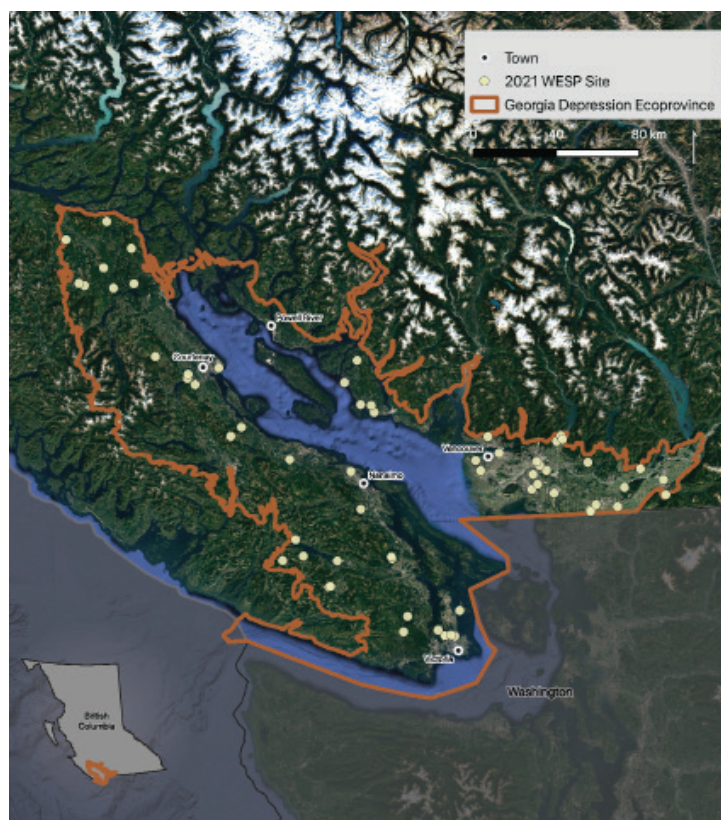 Town
2021 WESP Site
Georgia Depression Ecoprovince
0 40 80 km
Powell River
Courtenay
Vancouver
Nanaimo
Victoria
Washington
British
Columbia